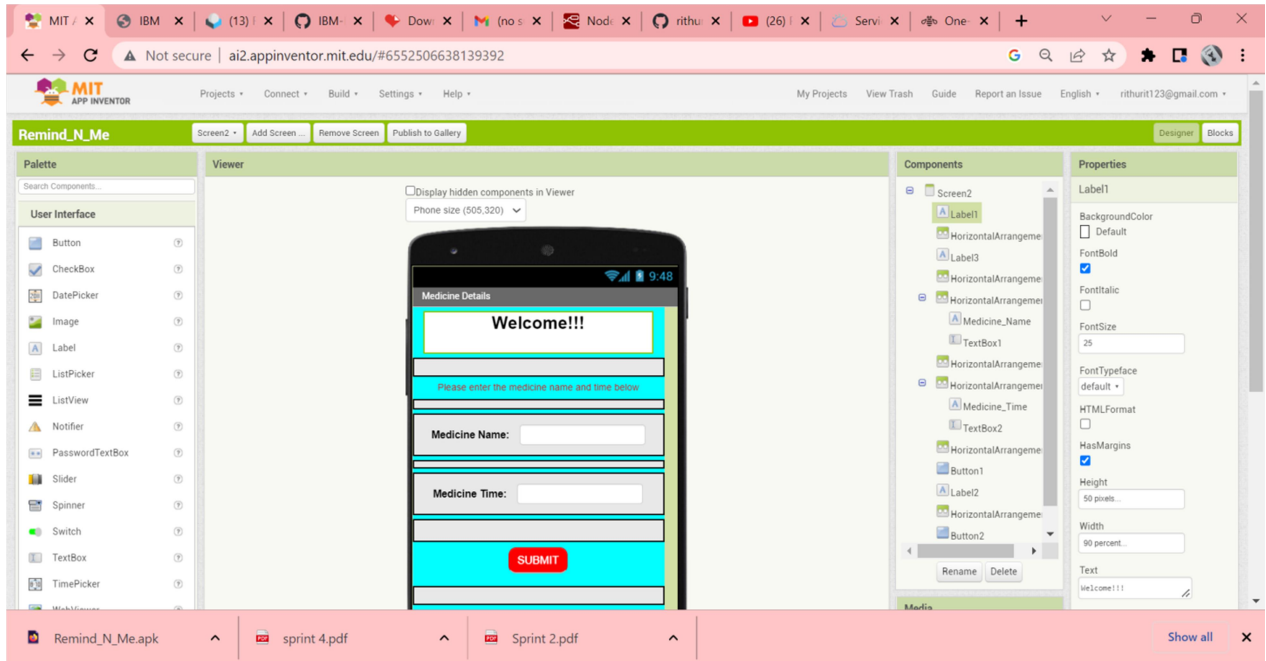 MIT /
IBM
(13)
IBM-
Dow
(no s
Node
rithur
(26)
Servi
One-
Not secure
ai2.appinventor.mit.edu/#6552506638139392
MIT
APP INVENTOR
Projects
Connect
Build
Settings
Help
My Projects
View Trash
Guide
Report an Issue
English
rithurit123@gmail.com
Remind_N_Me
Screen2
Add Screen ...
Remove Screen
Publish to Gallery
Designer
Blocks
Palette
Search Components...
User Interface
Button
CheckBox
DatePicker
Image
Label
ListPicker
ListView
Notifier
PasswordTextBox
Slider
Spinner
Switch
TextBox
TimePicker
Viewer
Display hidden components in Viewer
Phone size (505,320)
9:48
Medicine Details
Welcome!!!
Please enter the medicine name and time below
Medicine Name:
Medicine Time:
SUBMIT
Components
Screen2
Label1
HorizontalArrangeme
Label3
HorizontalArrangeme
HorizontalArrangemer
Medicine_Name
TextBox1
HorizontalArrangeme
HorizontalArrangemer
Medicine_Time
TextBox2
HorizontalArrangeme
Button1
Label2
HorizontalArrangeme
Button2
Rename
Delete
Media
Properties
Label1
BackgroundColor
Default
FontBold
FontItalic
FontSize
25
FontTypeface
default
HTMLFormat
HasMargins
Height
50 pixels...
Width
90 percent...
Text
Welcome!!!
Remind_N_Me.apk
sprint 4.pdf
Sprint 2.pdf
Show all